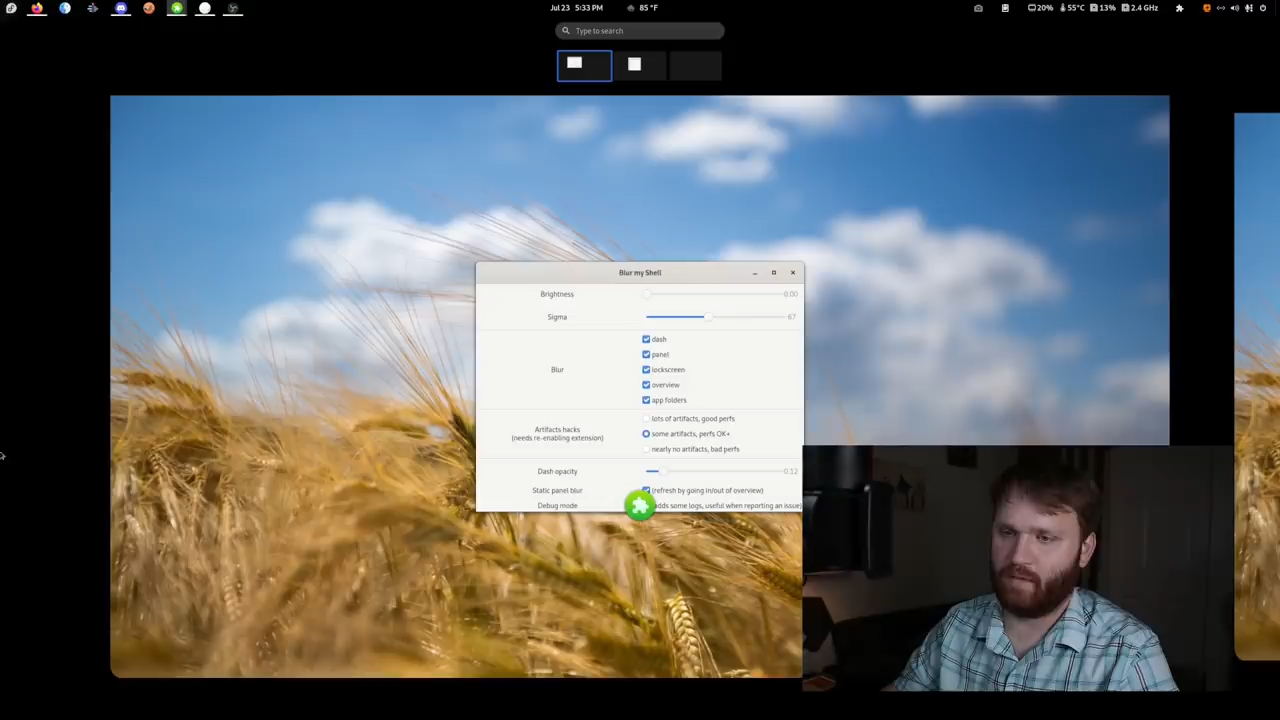 Jul 23 5:33 PM 85 °F 20% 55°C 13% 2.4 GHz
Type to search
Blur my Shell
Brightness 0.00
Sigma 67
dash
panel
Blur lockscreen
overview
app folders
lots of artifacts, good perfs
Artifacts hacks some artifacts, perfs OK+
(needs re-enabling extension)
nearly no artifacts, bad perfs
Dash opacity 0.12
Static panel blur (refresh by going in/out of overview)
Debug mode adds some logs, useful when reporting an issue)